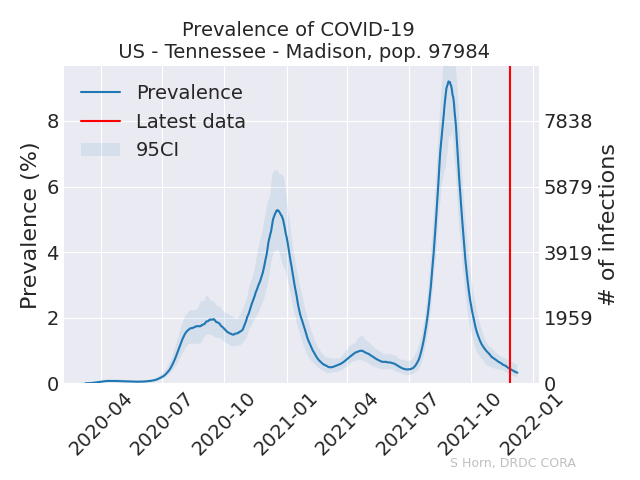 Prevalence of COVID-19
US - Tennessee - Madison, pop. 97984
Prevalence
Latest data
95CI
Prevalence (%)
8
6
4
2
0
7838
5879
3919
1959
0
# of infections
2020-04
2020-07
2020-10
2021-01
2021-04
2021-07
2021-10
2022-01
S Horn, DRDC CORA